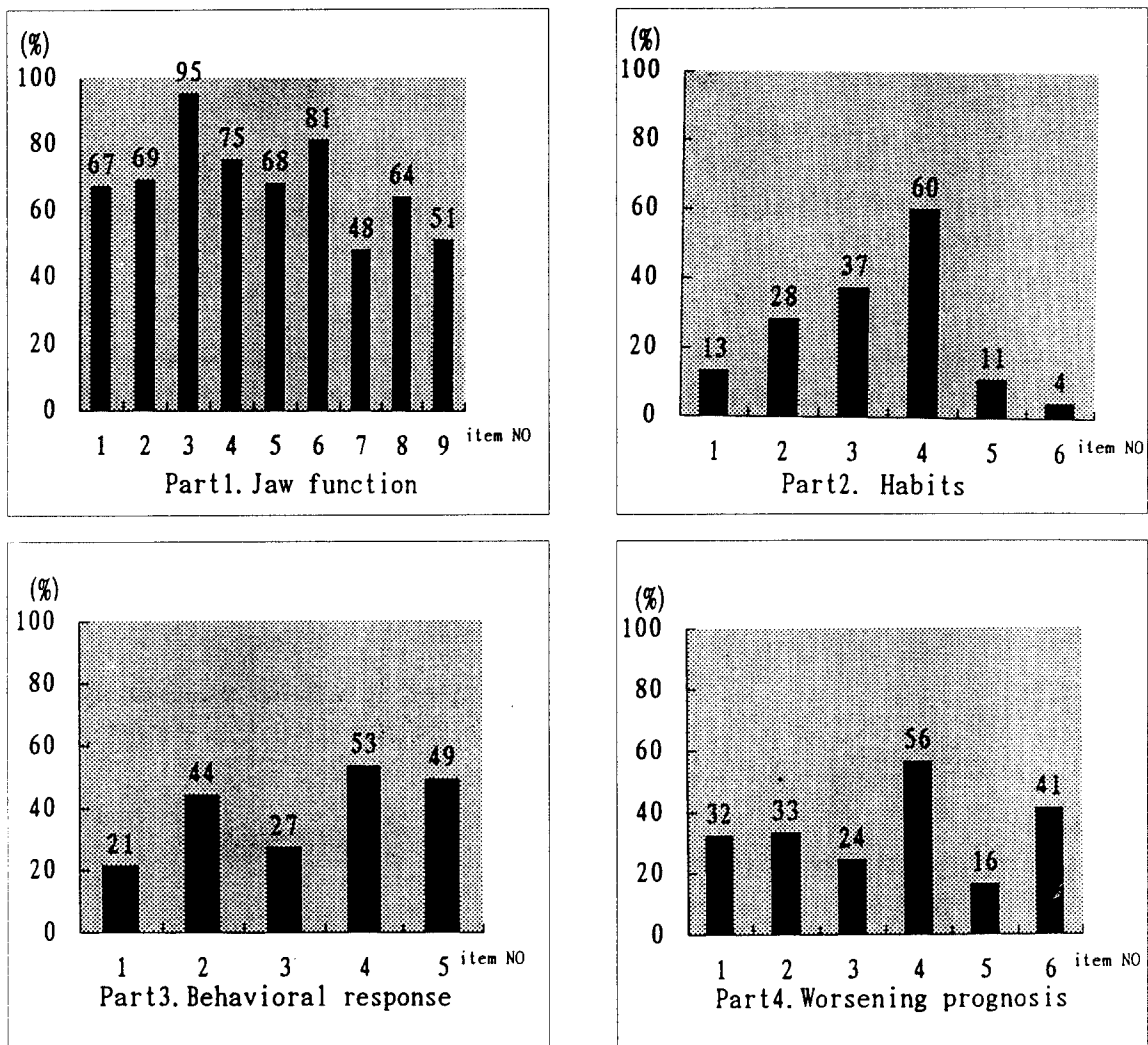 (%)
100
80
60
40
20
0
67 69 95 75 68 81 48 64 51
1 2 3 4 5 6 7 8 9 item NO
Part1. Jaw function
(%)
100
80
60
40
20
0
13 28 37 60 11 4
1 2 3 4 5 6 item NO
Part2. Habits
(%)
100
80
60
40
20
0
21 44 27 53 49
1 2 3 4 5 item NO
Part3. Behavioral response
(%)
100
80
60
40
20
0
32 33 24 56 16 41
1 2 3 4 5 6 item NO
Part4. Worsening prognosis